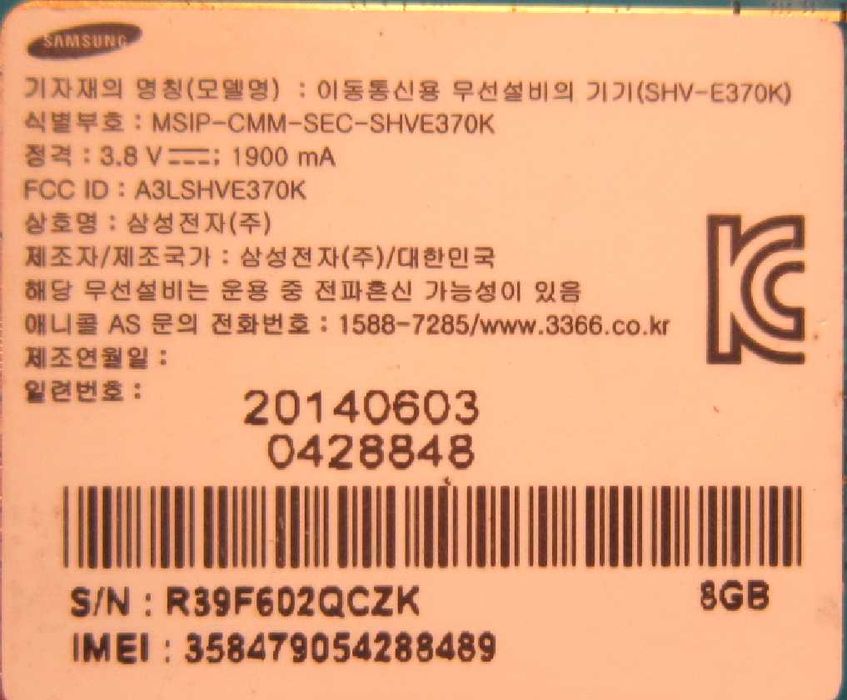 SAMSUNG
기자재의 명칭(모델명) : 이동통신용 무선설비의 기기(SHV-E370K)
식별부호 : MSIP-CMM-SEC-SHVE370K
정격 : 3.8 V⎓; 1900 mA
FCC ID : A3LSHVE370K
상호명 : 삼성전자(주)
제조자/제조국가 : 삼성전자(주)/대한민국
해당 무선설비는 운용 중 전파혼신 가능성이 있음
애니콜 AS 문의 전화번호 : 1588-7285/www.3366.co.kr
제조연월일 :
일련번호 :
20140603
0428848
S/N : R39F602QCZK 8GB
IMEI : 358479054288489